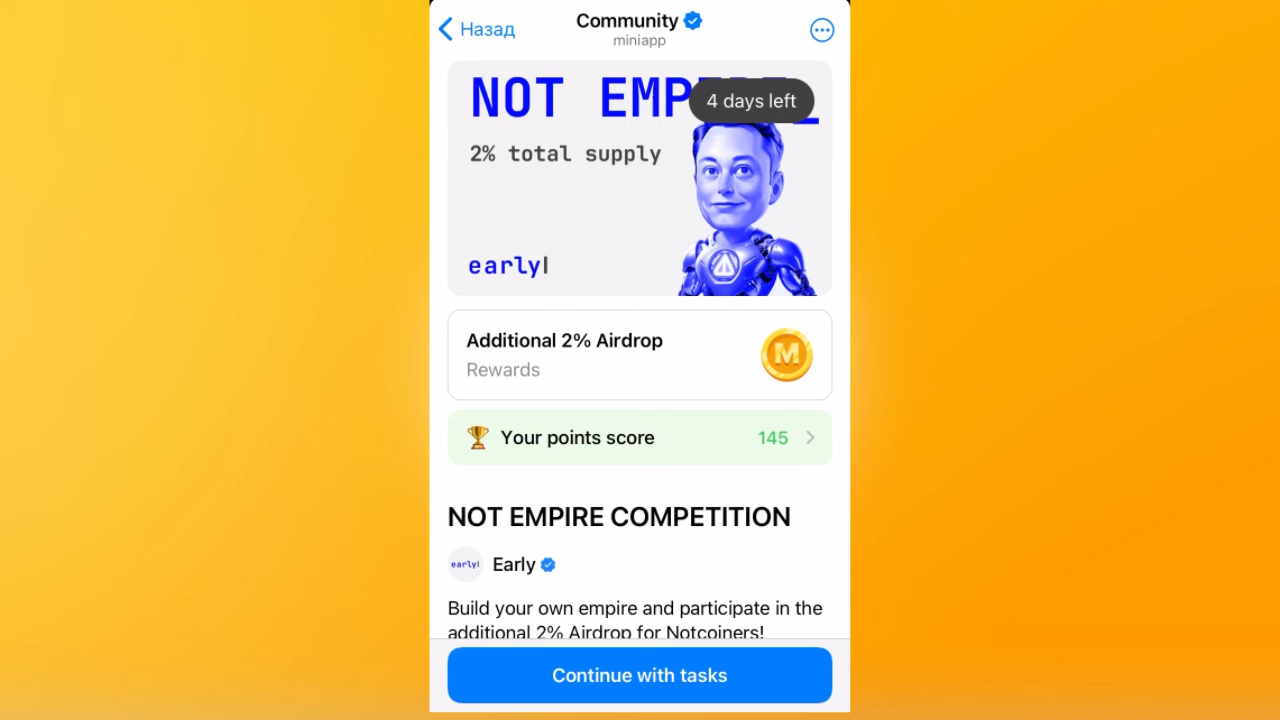 Назад
Community
miniapp
NOT EMP
4 days left
2% total supply
early
Additional 2% Airdrop
Rewards
M
Your points score
145
NOT EMPIRE COMPETITION
early
Early
Build your own empire and participate in the
additional 2% Airdrop for Notcoiners!
Continue with tasks